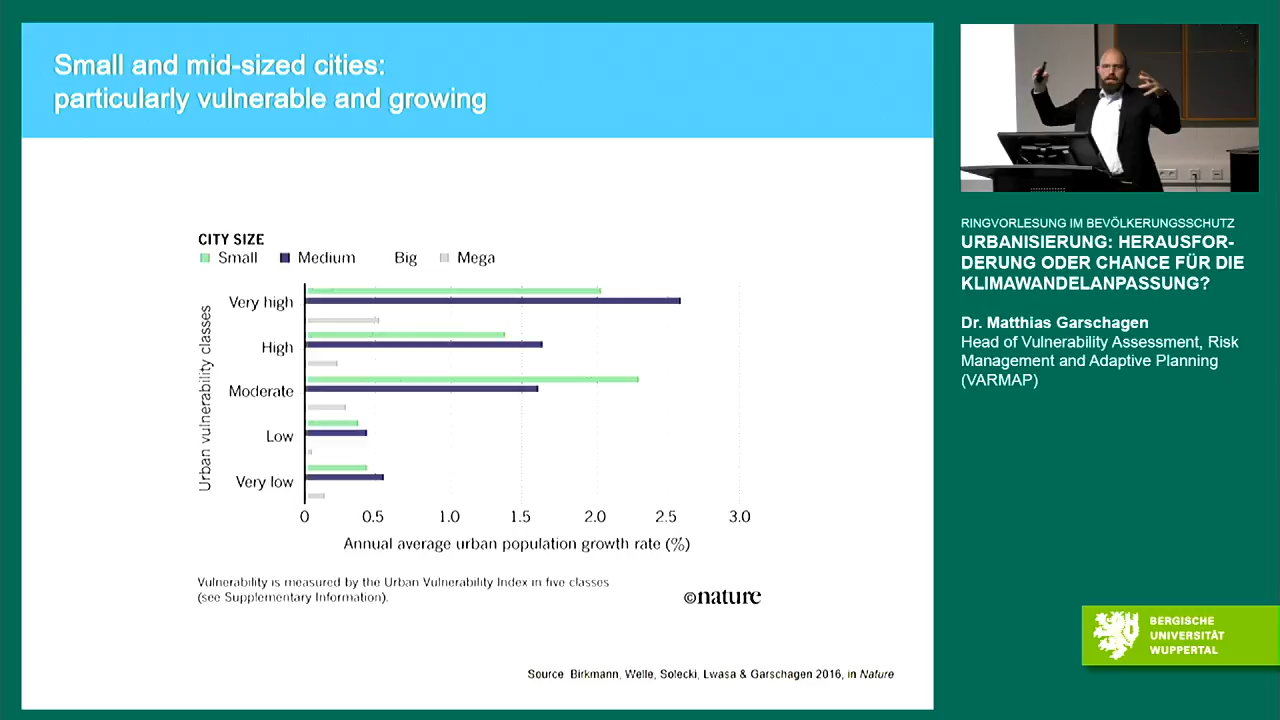 Small and mid-sized cities:
particularly vulnerable and growing
CITY SIZE
Small Medium Big Mega
Urban vulnerability classes
Very high
High
Moderate
Low
Very low
0 0.5 1.0 1.5 2.0 2.5 3.0
Annual average urban population growth rate (%)
Vulnerability is measured by the Urban Vulnerability Index in five classes
(see Supplementary Information).
©nature
Source Birkmann, Welle, Solecki, Lwasa & Garschagen 2016, in Nature
RINGVORLESUNG IM BEVÖLKERUNGSSCHUTZ
URBANISIERUNG: HERAUSFOR-
DERUNG ODER CHANCE FÜR DIE
KLIMAWANDELANPASSUNG?
Dr. Matthias Garschagen
Head of Vulnerability Assessment, Risk
Management and Adaptive Planning
(VARMAP)
BERGISCHE
UNIVERSITÄT
WUPPERTAL